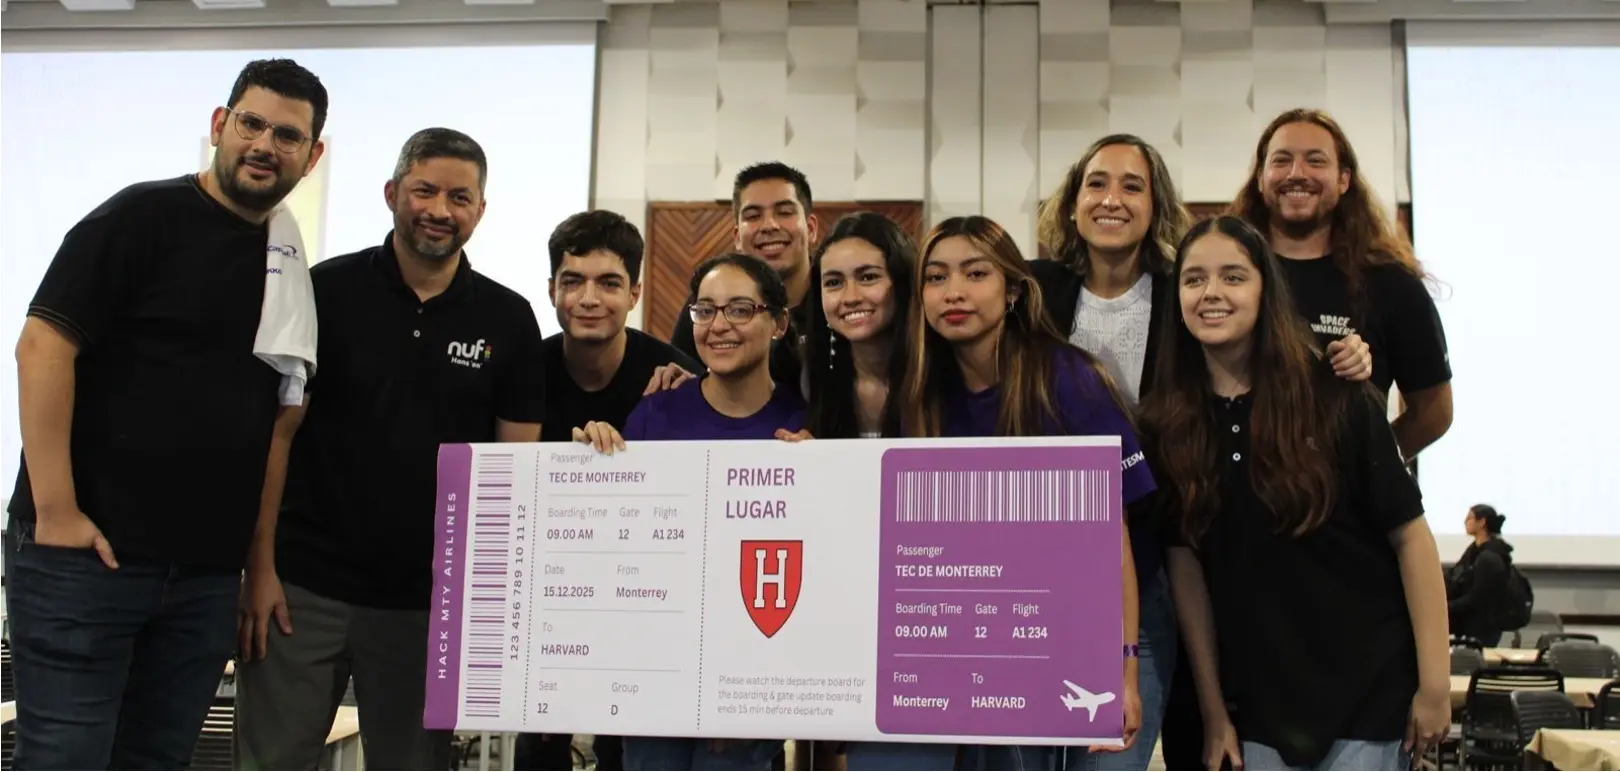 nuf
Hans 'en'
SPACE
INVADERS
TESM
HACK MTY AIRLINES
123 456 789 10 11 12
Passenger
TEC DE MONTERREY
Boarding Time Gate Flight
09.00 AM 12 A1 234
Date From
15.12.2025 Monterrey
To
HARVARD
Seat Group
12 D
PRIMER
LUGAR
H
Please watch the departure board for
the boarding & gate update boarding
ends 15 min before departure
Passenger
TEC DE MONTERREY
Boarding Time Gate Flight
09.00 AM 12 A1 234
From To
Monterrey HARVARD